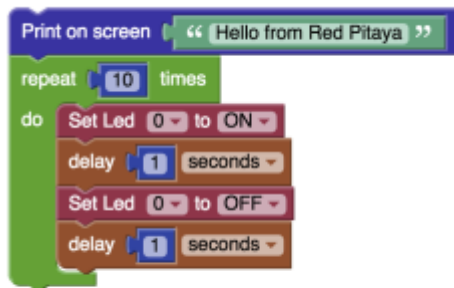 Print on screen “ Hello from Red Pitaya ”
repeat 10 times
do Set Led 0 to ON
delay 1 seconds
Set Led 0 to OFF
delay 1 seconds